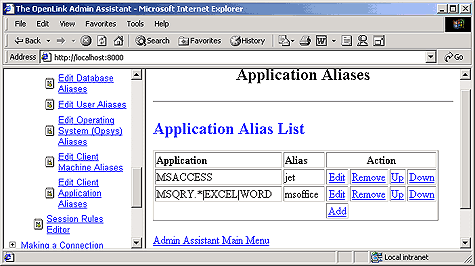 The OpenLink Admin Assistant - Microsoft Internet Explorer
File Edit View Favorites Tools Help
Back Search Favorites History
Address http://localhost:8000
Edit Database
Aliases
Edit User Aliases
Edit Operating
System (Opsys)
Aliases
Edit Client
Machine Aliases
Edit Client
Application
Aliases
Session Rules
Editor
Making a Connection
Application Aliases
Application Alias List
Application Alias Action
MSACCESS jet Edit Remove Up Down
MSQRY.*|EXCEL|WORD msoffice Edit Remove Up Down
Add
Admin Assistant Main Menu
Local intranet